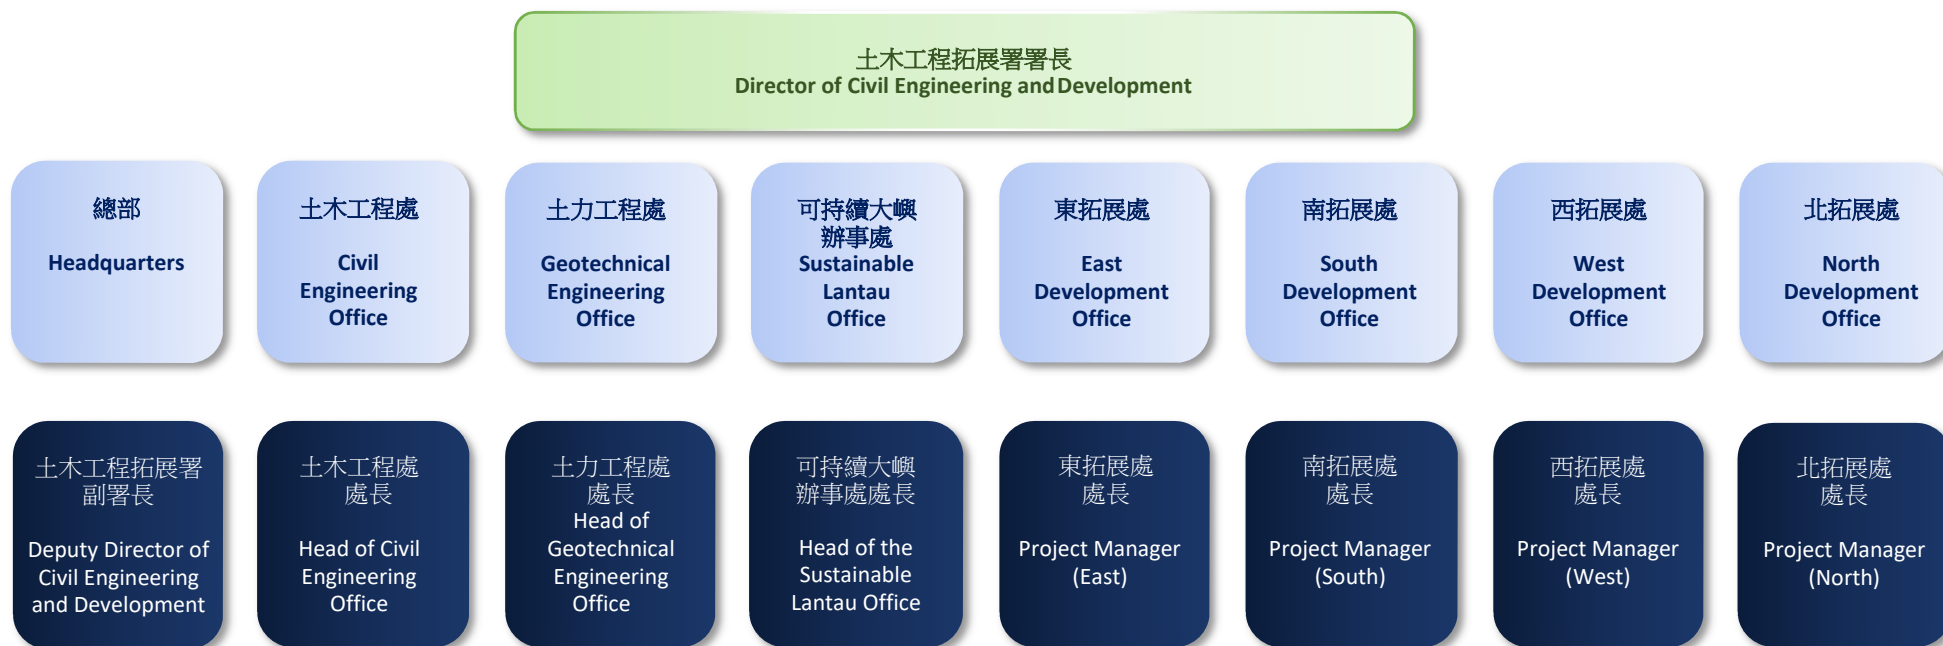 土木工程拓展署署長
Director of Civil Engineering and Development
總部
Headquarters
土木工程處
Civil
Engineering
Office
土力工程處
Geotechnical
Engineering
Office
可持續大嶼
辦事處
Sustainable
Lantau
Office
東拓展處
East
Development
Office
南拓展處
South
Development
Office
西拓展處
West
Development
Office
北拓展處
North
Development
Office
土木工程拓展署
副署長
Deputy Director of
Civil Engineering
and Development
土木工程處
處長
Head of Civil
Engineering
Office
土力工程處
處長
Head of
Geotechnical
Engineering
Office
可持續大嶼
辦事處處長
Head of the
Sustainable
Lantau Office
東拓展處
處長
Project Manager
(East)
南拓展處
處長
Project Manager
(South)
西拓展處
處長
Project Manager
(West)
北拓展處
處長
Project Manager
(North)